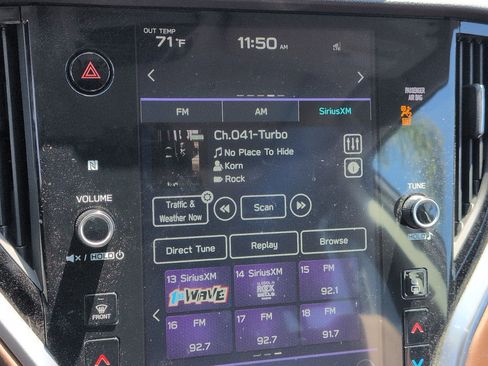 OUT TEMP
71°F 11:50 AM
PASSENGER
AIR BAG
FM AM SiriusXM
Ch.041-Turbo
No Place To Hide
Korn
Rock
VOLUME
TUNE
Traffic &
Weather Now
Scan
HOLD
HOLD
Direct Tune Replay Browse
13 SiriusXM 14 SiriusXM 15 FM
1st WAVE
92.1
16 FM 17 FM 18 FM
92.7 92.7 91.7
FRONT